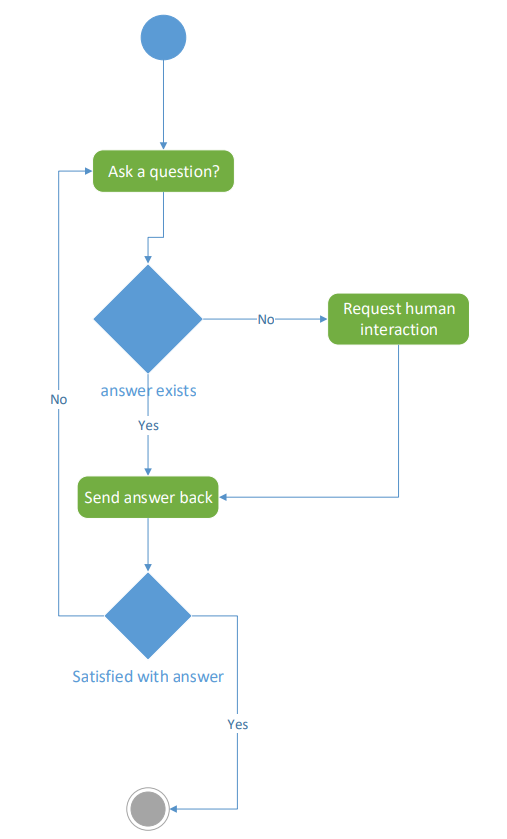 Ask a question?
No
Request human
interaction
answer exists
No
Yes
Send answer back
Satisfied with answer
Yes